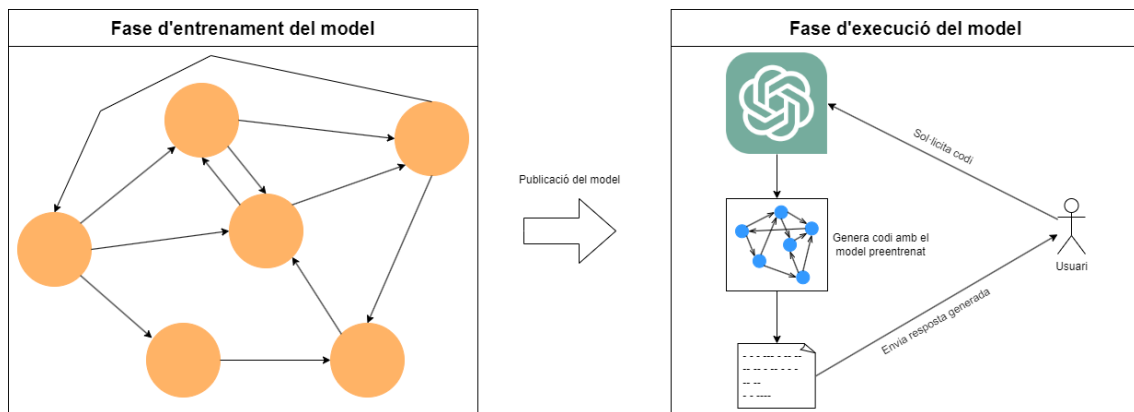 Fase d'entrenament del model
Fase d'execució del model
Publicació del model
Sol·licita codi
Genera codi amb el
model preentrenat
Usuari
Envia resposta generada